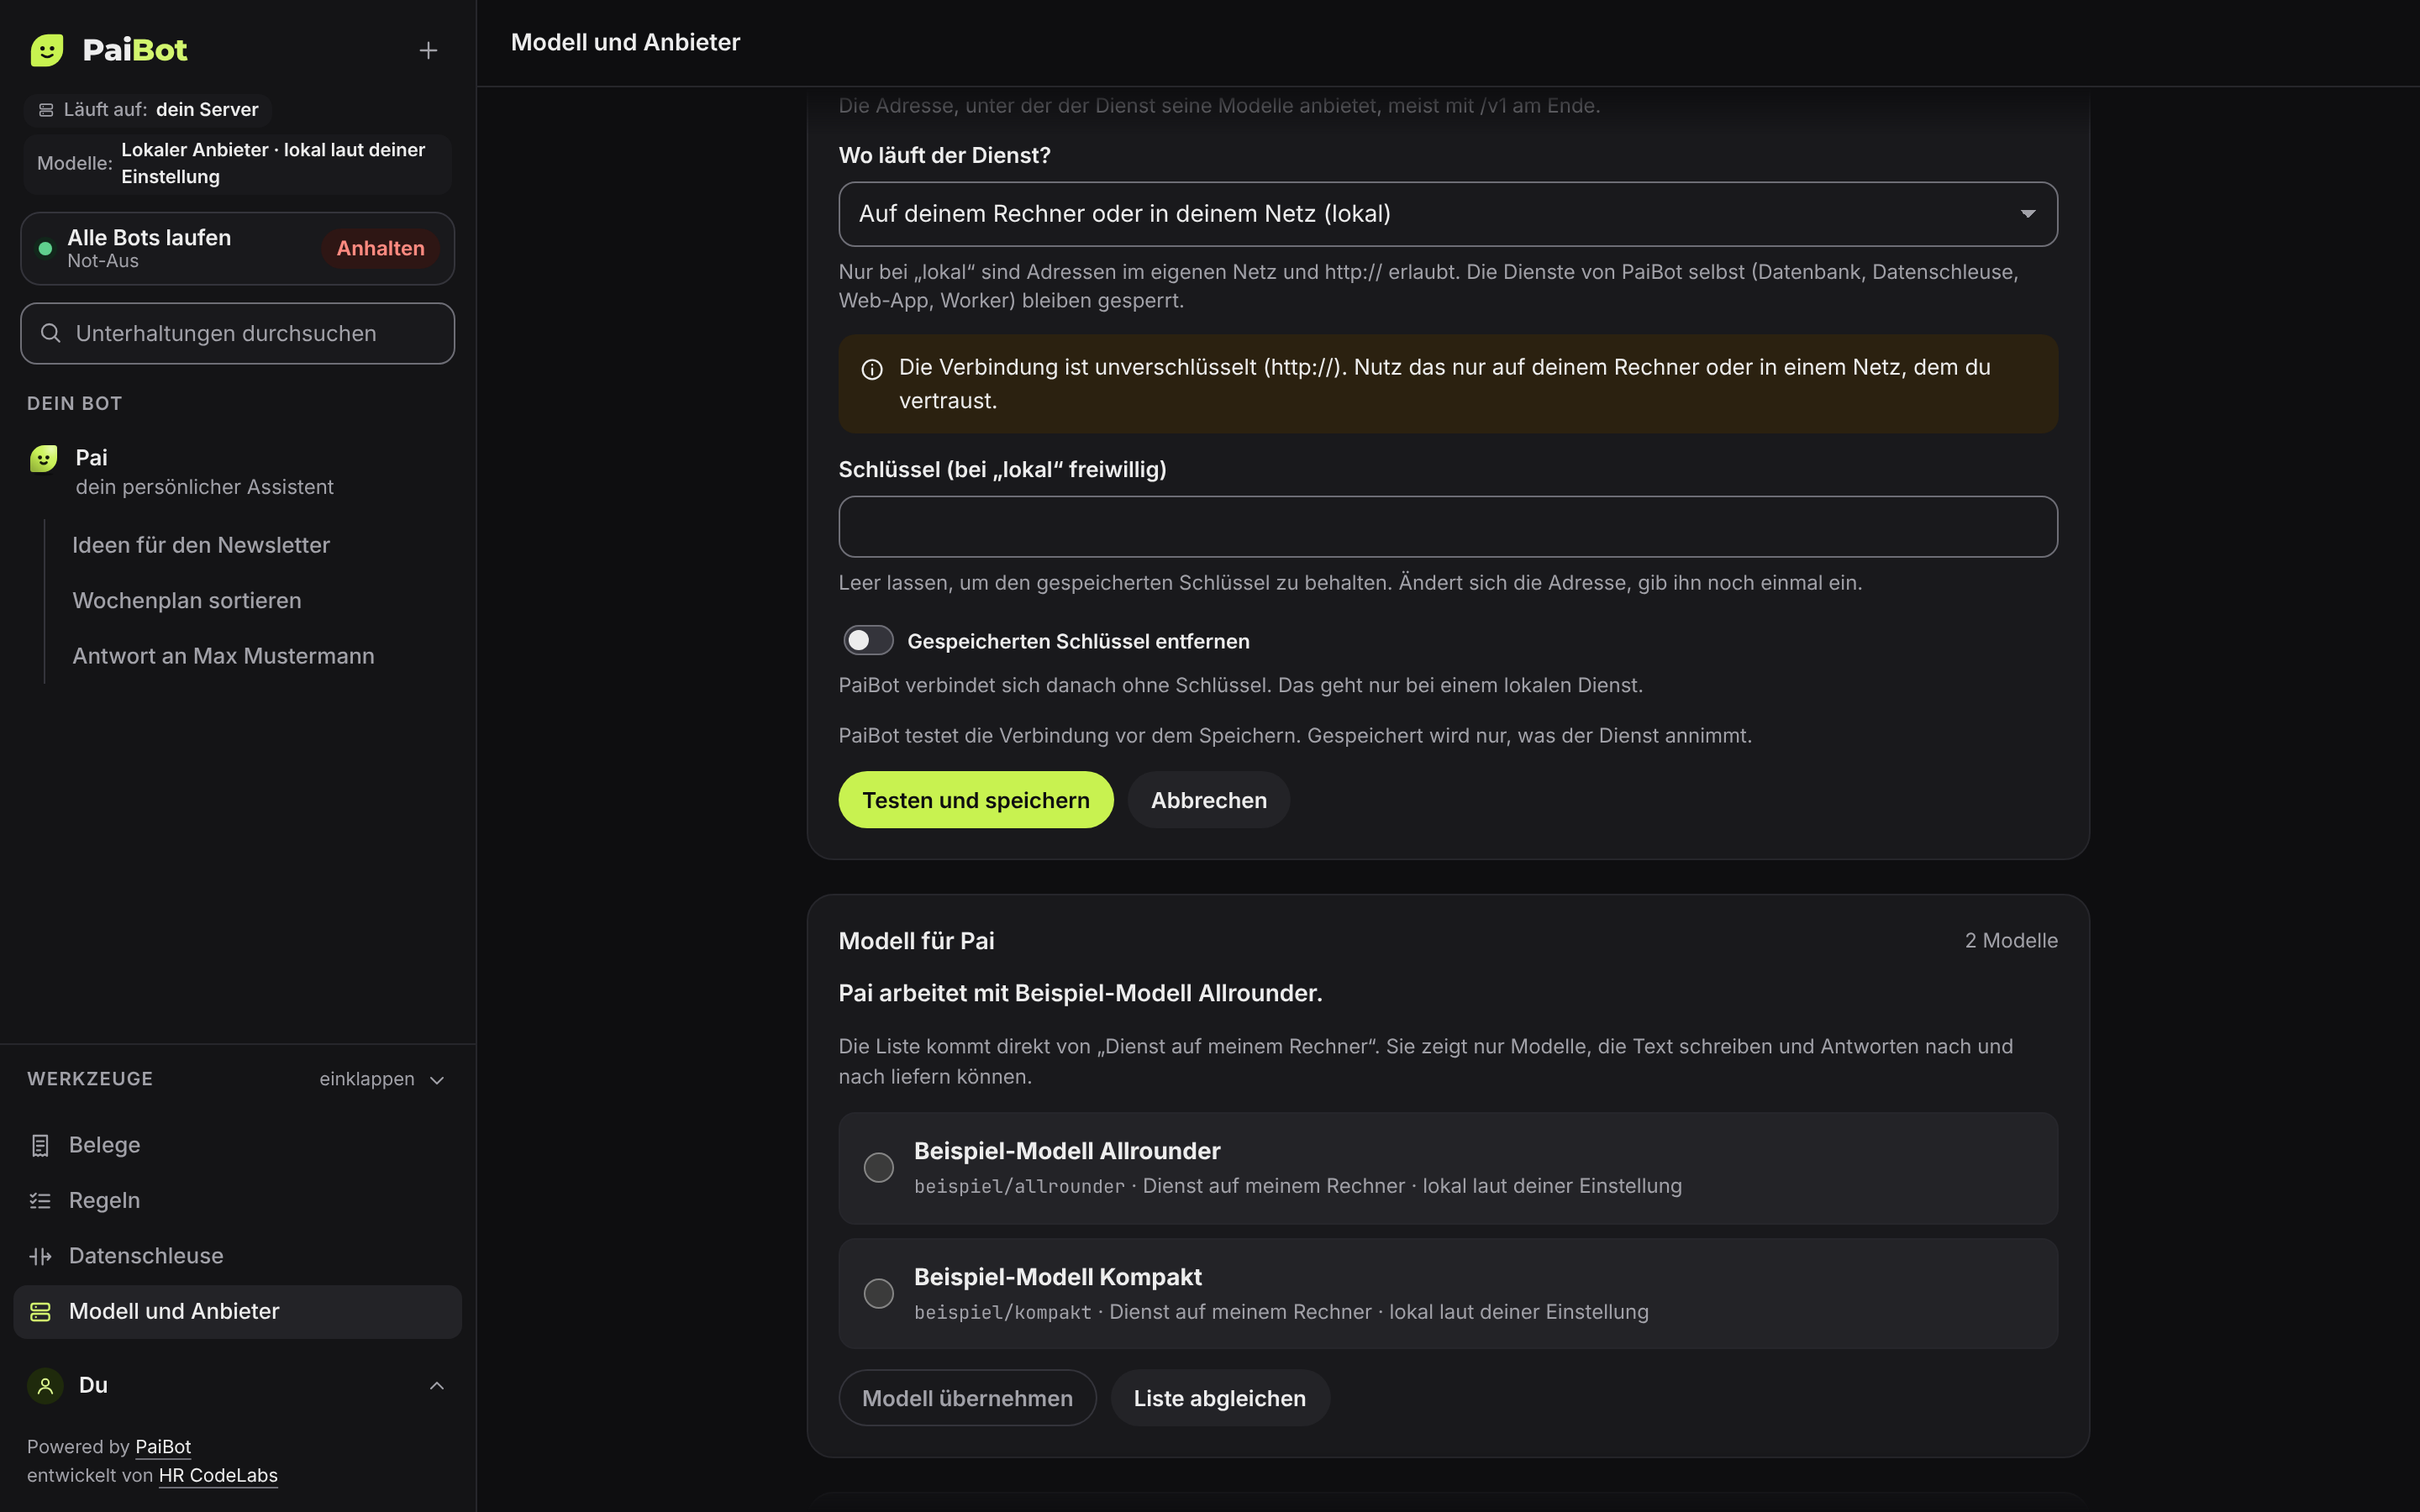 PaiBot
Läuft auf: dein Server
Modelle: Lokaler Anbieter · lokal laut deiner
Einstellung
Alle Bots laufen
Not-Aus
Anhalten
Unterhaltungen durchsuchen
DEIN BOT
Pai
dein persönlicher Assistent
Ideen für den Newsletter
Wochenplan sortieren
Antwort an Max Mustermann
WERKZEUGE
einklappen
Belege
Regeln
Datenschleuse
Modell und Anbieter
Du
Powered by PaiBot
entwickelt von HR CodeLabs
Modell und Anbieter
Die Adresse, unter der der Dienst seine Modelle anbietet, meist mit /v1 am Ende.
Wo läuft der Dienst?
Auf deinem Rechner oder in deinem Netz (lokal)
Nur bei „lokal“ sind Adressen im eigenen Netz und http:// erlaubt. Die Dienste von PaiBot selbst (Datenbank, Datenschleuse,
Web-App, Worker) bleiben gesperrt.
Die Verbindung ist unverschlüsselt (http://). Nutz das nur auf deinem Rechner oder in einem Netz, dem du
vertraust.
Schlüssel (bei „lokal“ freiwillig)
Leer lassen, um den gespeicherten Schlüssel zu behalten. Ändert sich die Adresse, gib ihn noch einmal ein.
Gespeicherten Schlüssel entfernen
PaiBot verbindet sich danach ohne Schlüssel. Das geht nur bei einem lokalen Dienst.
PaiBot testet die Verbindung vor dem Speichern. Gespeichert wird nur, was der Dienst annimmt.
Testen und speichern
Abbrechen
Modell für Pai
2 Modelle
Pai arbeitet mit Beispiel-Modell Allrounder.
Die Liste kommt direkt von „Dienst auf meinem Rechner“. Sie zeigt nur Modelle, die Text schreiben und Antworten nach und
nach liefern können.
Beispiel-Modell Allrounder
beispiel/allrounder · Dienst auf meinem Rechner · lokal laut deiner Einstellung
Beispiel-Modell Kompakt
beispiel/kompakt · Dienst auf meinem Rechner · lokal laut deiner Einstellung
Modell übernehmen
Liste abgleichen